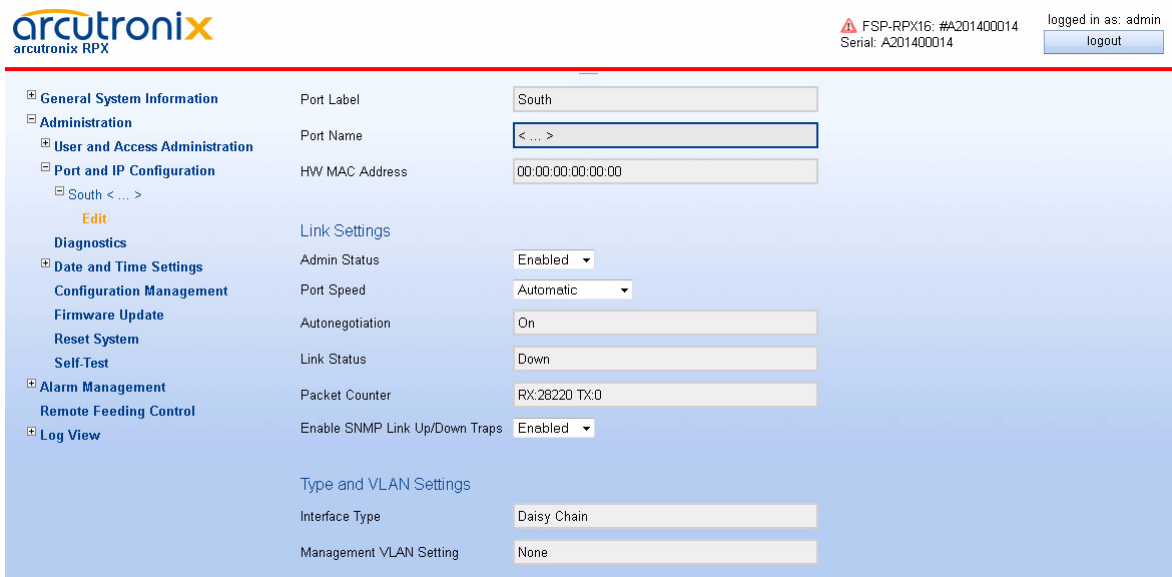 arcutronix
arcutronix RPX
FSP-RPX16: #A201400014
Serial: A201400014
logged in as: admin
logout
General System Information
Administration
User and Access Administration
Port and IP Configuration
South < ... >
Edit
Diagnostics
Date and Time Settings
Configuration Management
Firmware Update
Reset System
Self-Test
Alarm Management
Remote Feeding Control
Log View
Port Label South
Port Name < ... >
HW MAC Address 00:00:00:00:00:00
Link Settings
Admin Status Enabled
Port Speed Automatic
Autonegotiation On
Link Status Down
Packet Counter RX:28220 TX:0
Enable SNMP Link Up/Down Traps Enabled
Type and VLAN Settings
Interface Type Daisy Chain
Management VLAN Setting None